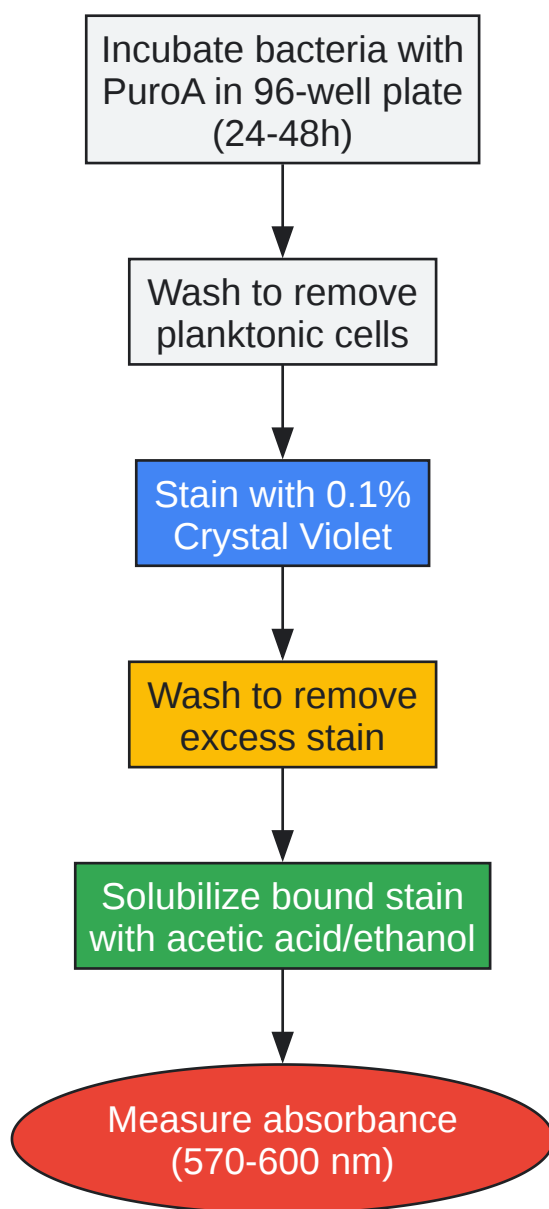 Incubate bacteria with
PuroA in 96-well plate
(24-48h)
Wash to remove
planktonic cells
Stain with 0.1%
Crystal Violet
Wash to remove
excess stain
Solubilize bound stain
with acetic acid/ethanol
Measure absorbance
(570-600 nm)